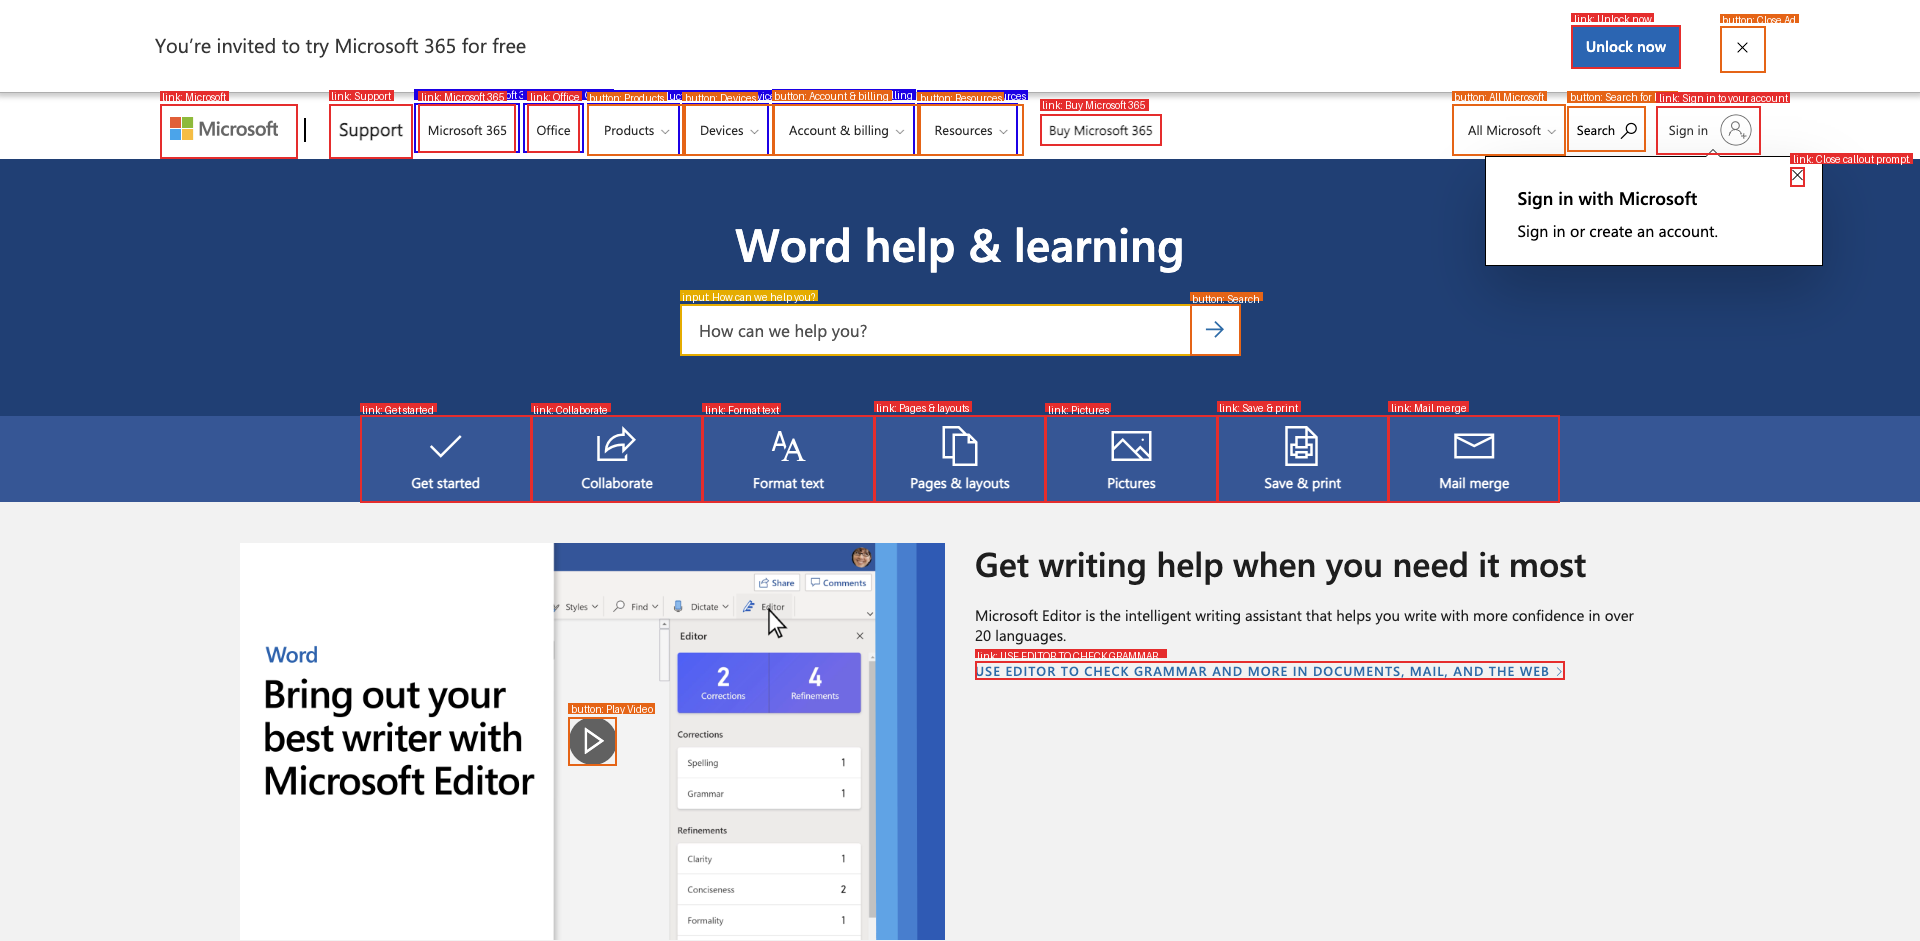 link: Unlock now
button: Close Ad
You're invited to try Microsoft 365 for free
Unlock now
link: Microsoft
link: Support
link: Microsoft 365
link: Office
button: Products
button: Devices
button: Account & billing
button: Resources
link: Buy Microsoft 365
button: All Microsoft
button: Search for
link: Sign in to your account
Microsoft
Support
Microsoft 365
Office
Products
Devices
Account & billing
Resources
Buy Microsoft 365
All Microsoft
Search
Sign in
link: Close callout prompt.
Sign in with Microsoft
Sign in or create an account.
Word help & learning
input: How can we help you?
button: Search
How can we help you?
link: Get started
link: Collaborate
link: Format text
link: Pages & layouts
link: Pictures
link: Save & print
link: Mail merge
Get started
Collaborate
Format text
Pages & layouts
Pictures
Save & print
Mail merge
Share
Comments
Styles
Find
Dictate
Editor
Editor
2
Corrections
4
Refinements
Corrections
Spelling 1
Grammar 1
Refinements
Clarity 1
Conciseness 2
Formality 1
Word
Bring out your
best writer with
Microsoft Editor
button: Play Video
Get writing help when you need it most
Microsoft Editor is the intelligent writing assistant that helps you write with more confidence in over
20 languages.
link: USE EDITOR TO CHECK GRAMMAR
USE EDITOR TO CHECK GRAMMAR AND MORE IN DOCUMENTS, MAIL, AND THE WEB